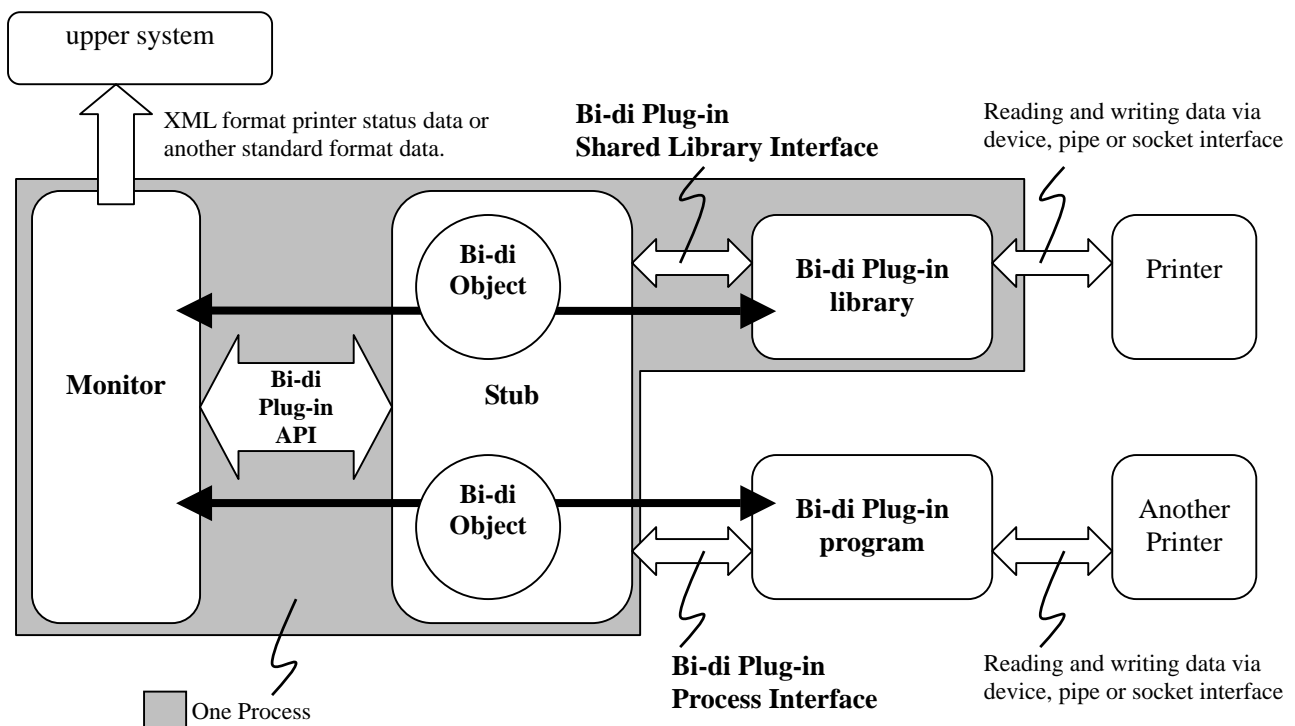 upper system
XML format printer status data or
another standard format data.
Bi-di Plug-in
Shared Library Interface
Reading and writing data via
device, pipe or socket interface
Bi-di
Object
Bi-di Plug-in
library
Printer
Monitor
Bi-di
Plug-in
API
Stub
Bi-di
Object
Bi-di Plug-in
program
Another
Printer
Bi-di Plug-in
Process Interface
Reading and writing data via
device, pipe or socket interface
One Process